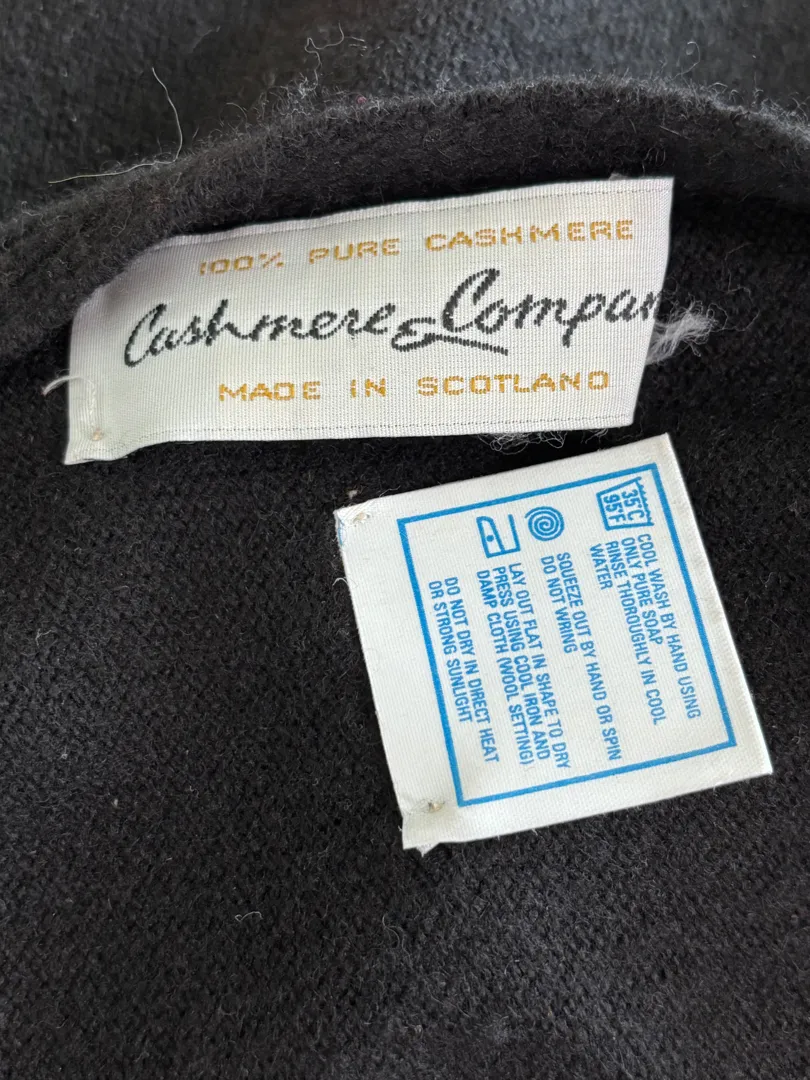 100% PURE CASHMERE
Cashmere & Compan
MADE IN SCOTLAND
35°C
95°F
COOL WASH BY HAND USING
ONLY PURE SOAP
RINSE THOROUGHLY IN COOL
WATER
SQUEEZE OUT BY HAND OR SPIN
DO NOT WRING
LAY OUT FLAT IN SHAPE TO DRY
PRESS USING COOL IRON AND
DAMP CLOTH (WOOL SETTING)
DO NOT DRY IN DIRECT HEAT
OR STRONG SUNLIGHT